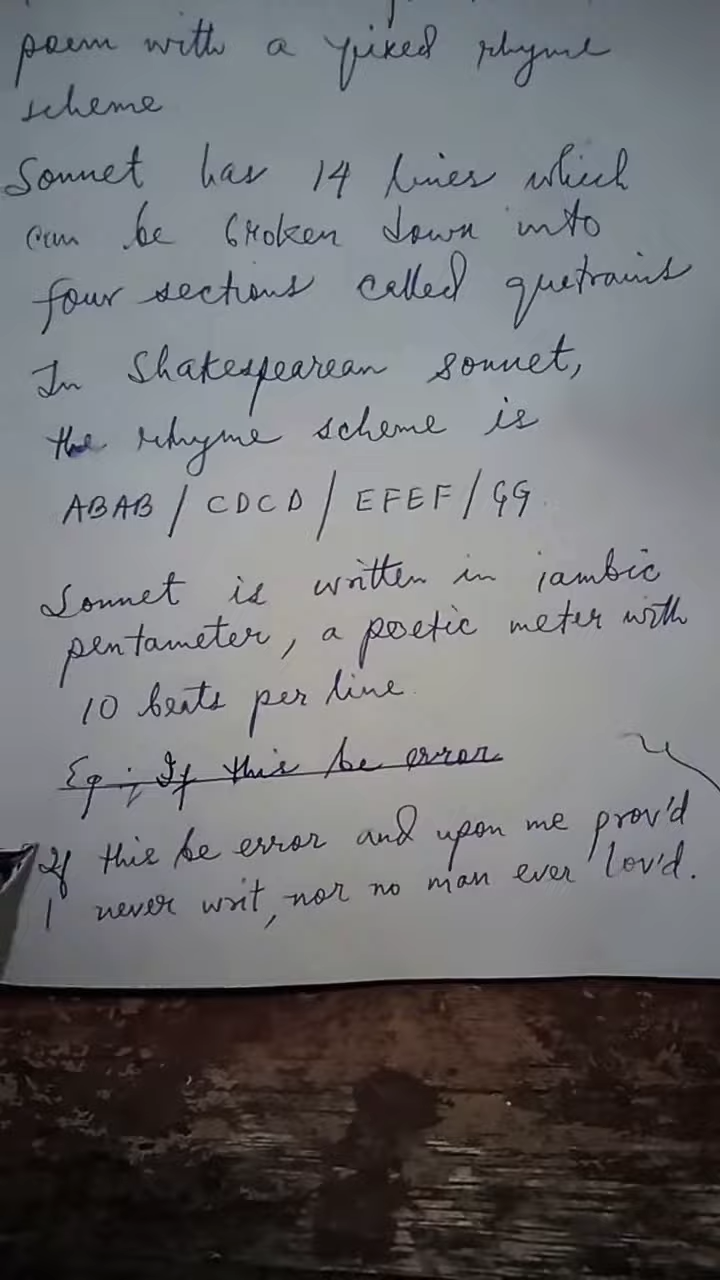 poem with a fixed rhyme
scheme
Sonnet has 14 lines which
can be broken down into
four sections called quetrains
In Shakespearean sonnet,
the rhyme scheme is
ABAB / CDCD / EFEF / GG
Sonnet is written in iambic
pentameter, a poetic meter with
10 beats per line.
Eg : If this be error
If this be error and upon me prov'd
I never writ, nor no man ever lov'd.